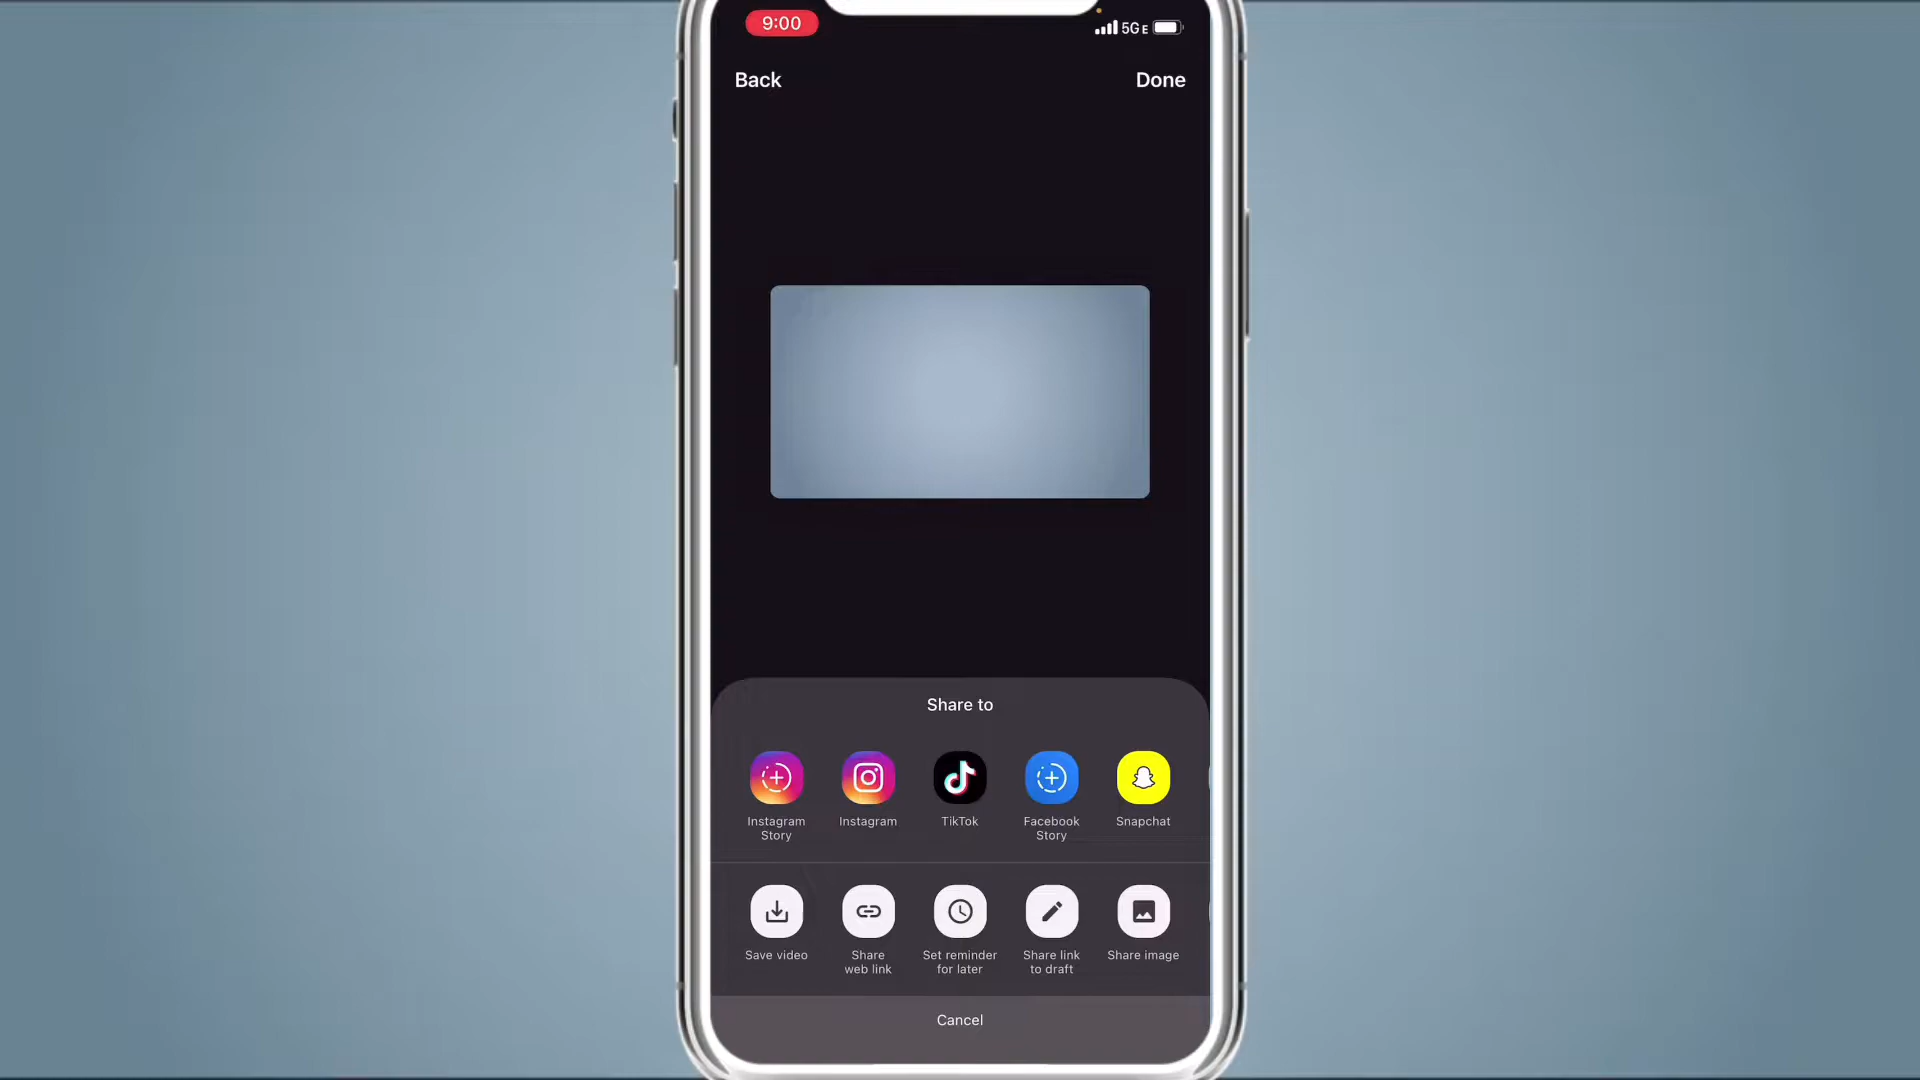 9:00
5GE
Back
Done
Share to
Instagram
Story
Instagram
TikTok
Facebook
Story
Snapchat
Save video
Share
web link
Set reminder
for later
Share link
to draft
Share image
Cancel